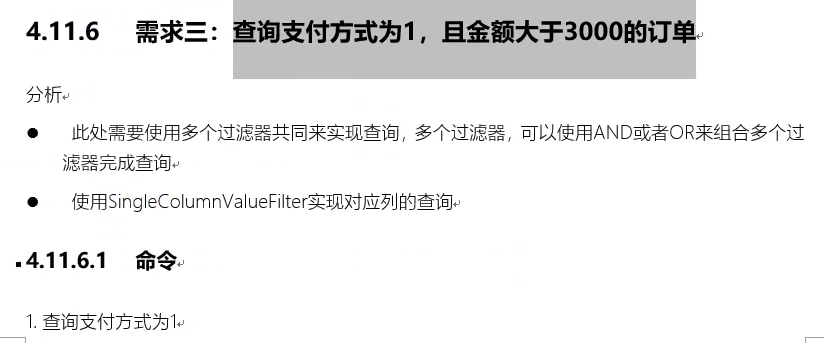 4.11.6 需求三：查询支付方式为1，且金额大于3000的订单
分析
● 此处需要使用多个过滤器共同来实现查询，多个过滤器，可以使用AND或者OR来组合多个过
滤器完成查询
● 使用SingleColumnValueFilter实现对应列的查询
4.11.6.1 命令
1. 查询支付方式为1